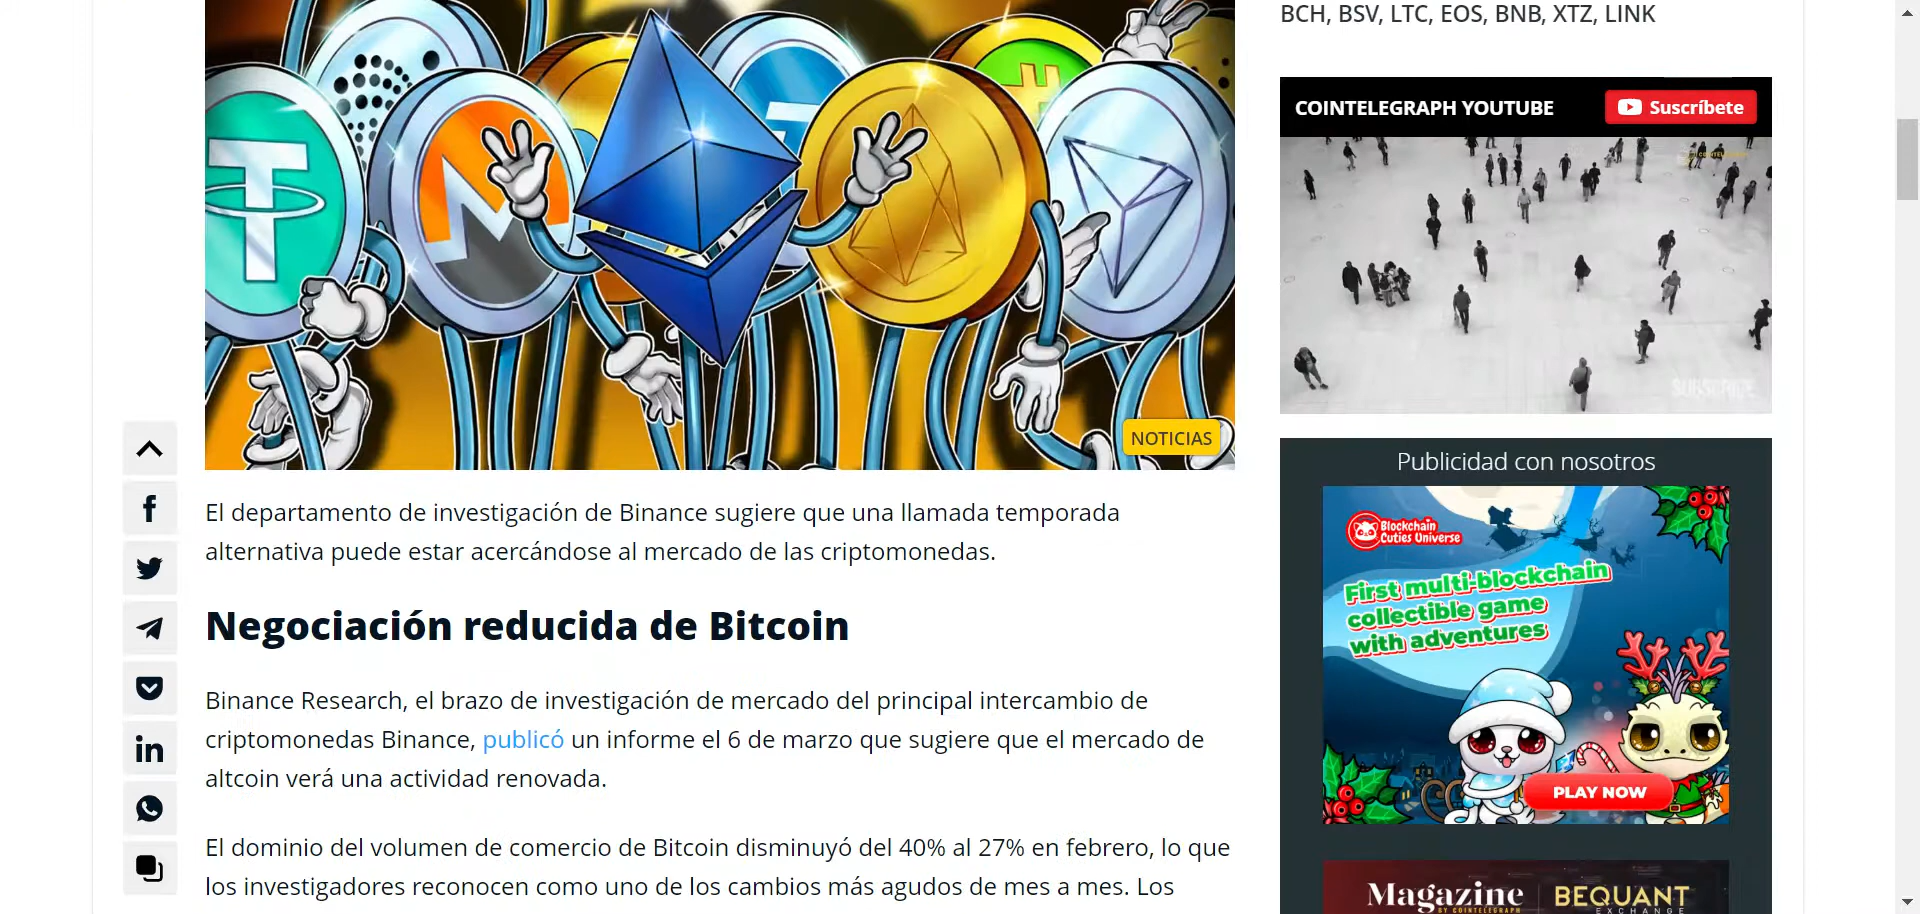 BCH, BSV, LTC, EOS, BNB, XTZ, LINK
COINTELEGRAPH YOUTUBE
Suscríbete
SUBSCRIBE
NOTICIAS
El departamento de investigación de Binance sugiere que una llamada temporada
alternativa puede estar acercándose al mercado de las criptomonedas.
Negociación reducida de Bitcoin
Binance Research, el brazo de investigación de mercado del principal intercambio de
criptomonedas Binance, publicó un informe el 6 de marzo que sugiere que el mercado de
altcoin verá una actividad renovada.
El dominio del volumen de comercio de Bitcoin disminuyó del 40% al 27% en febrero, lo que
los investigadores reconocen como uno de los cambios más agudos de mes a mes. Los
Publicidad con nosotros
Blockchain
Cuties Universe
First multi-blockchain
collectible game
with adventures
PLAY NOW
Magazine
BY COINTELEGRAPH
BEQUANT
EXCHANGE